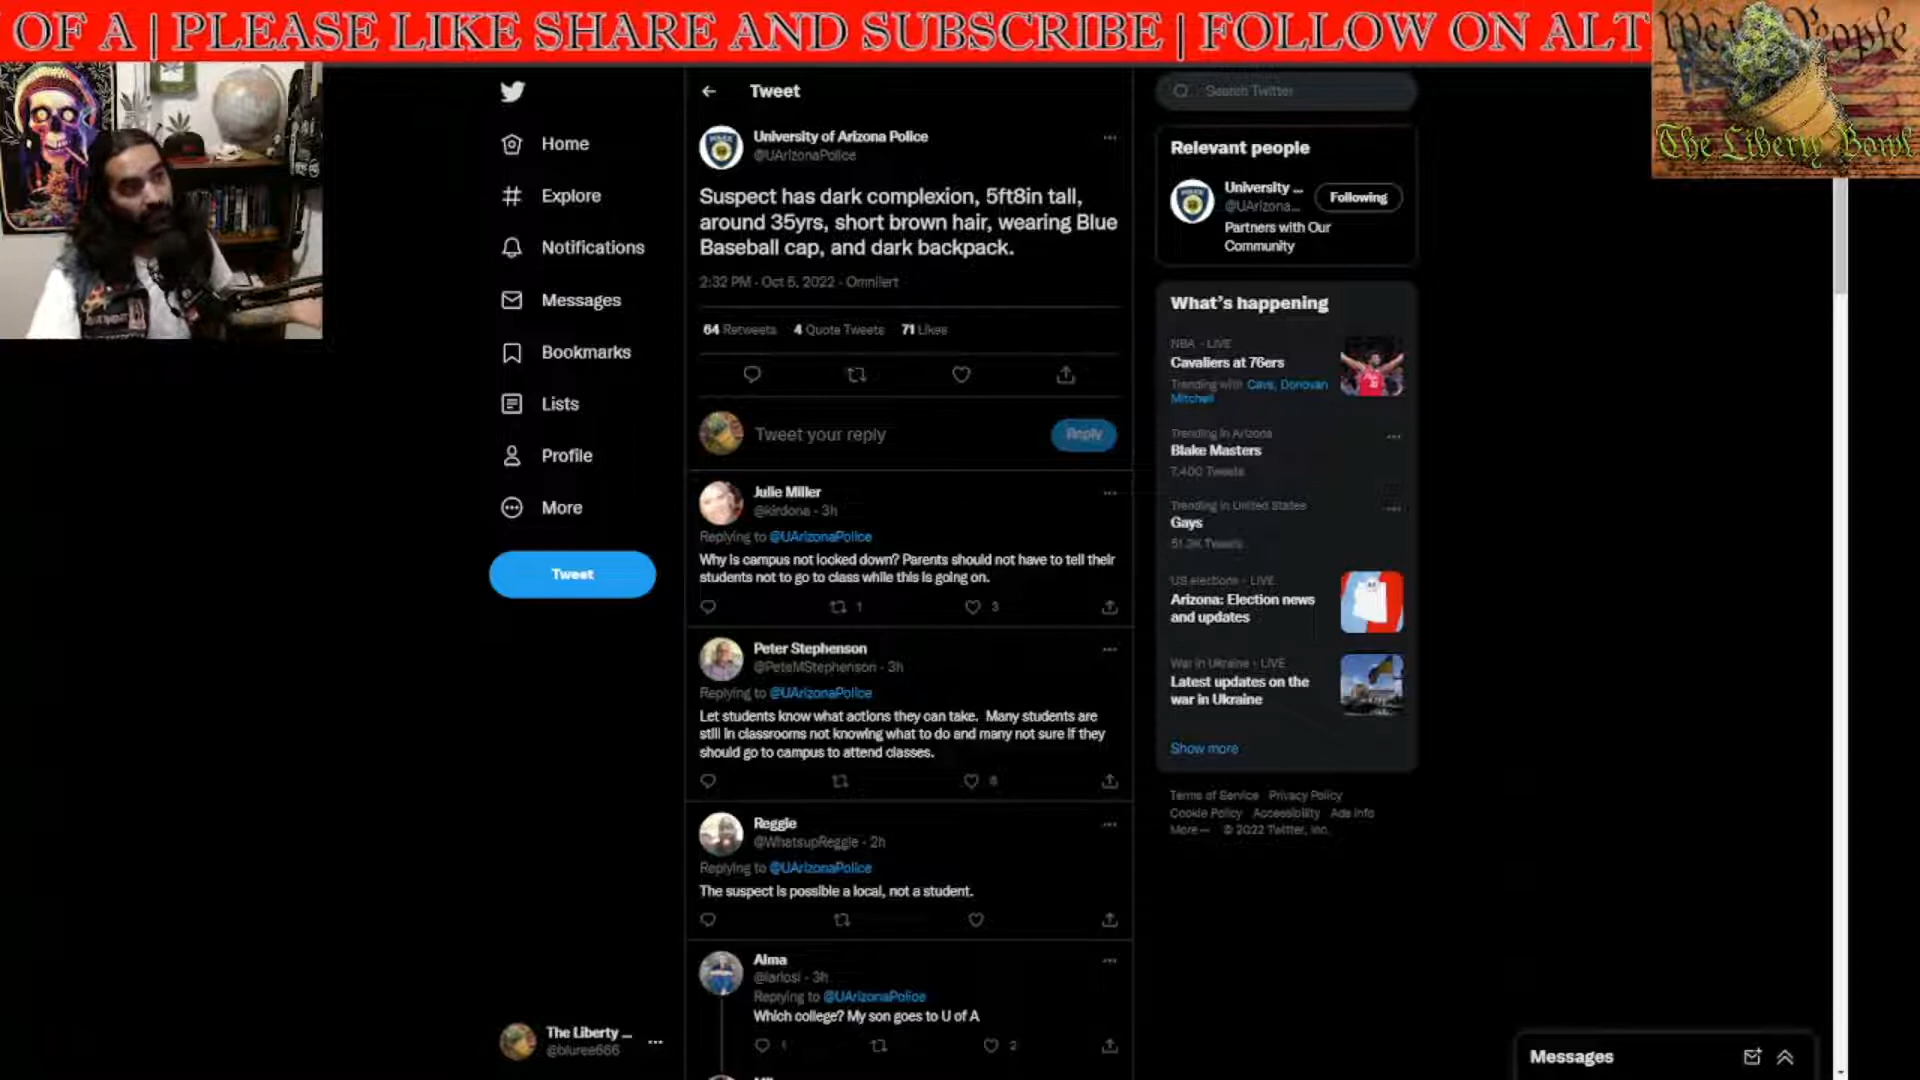 OF A | PLEASE LIKE SHARE AND SUBSCRIBE | FOLLOW ON ALT
We The People
The Liberty Bowl
Home
Explore
Notifications
Messages
Bookmarks
Lists
Profile
More
Tweet
The Liberty ...
@bluree666
Tweet
University of Arizona Police
@UArizonaPolice
Suspect has dark complexion, 5ft8in tall,
around 35yrs, short brown hair, wearing Blue
Baseball cap, and dark backpack.
2:32 PM · Oct 5, 2022 · Omnilert
64 Retweets 4 Quote Tweets 71 Likes
Tweet your reply
Reply
Julie Miller
@kirdona · 3h
Replying to @UArizonaPolice
Why is campus not locked down? Parents should not have to tell their
students not to go to class while this is going on.
1 3
Peter Stephenson
@PeteMStephenson · 3h
Replying to @UArizonaPolice
Let students know what actions they can take. Many students are
still in classrooms not knowing what to do and many not sure if they
should go to campus to attend classes.
Reggie
@WhatsupReggie · 2h
Replying to @UArizonaPolice
The suspect is possible a local, not a student.
Alma
@lariosi · 3h
Replying to @UArizonaPolice
Which college? My son goes to U of A
1 2
Search Twitter
Relevant people
University ...
@UArizona...
Following
Partners with Our
Community
What's happening
NBA · LIVE
Cavaliers at 76ers
Trending with Cavs, Donovan
Mitchell
Trending in Arizona
Blake Masters
7,400 Tweets
Trending in United States
Gays
51.3K Tweets
US elections · LIVE
Arizona: Election news
and updates
War in Ukraine · LIVE
Latest updates on the
war in Ukraine
Show more
Terms of Service Privacy Policy
Cookie Policy Accessibility Ads info
More ··· © 2022 Twitter, Inc.
Messages